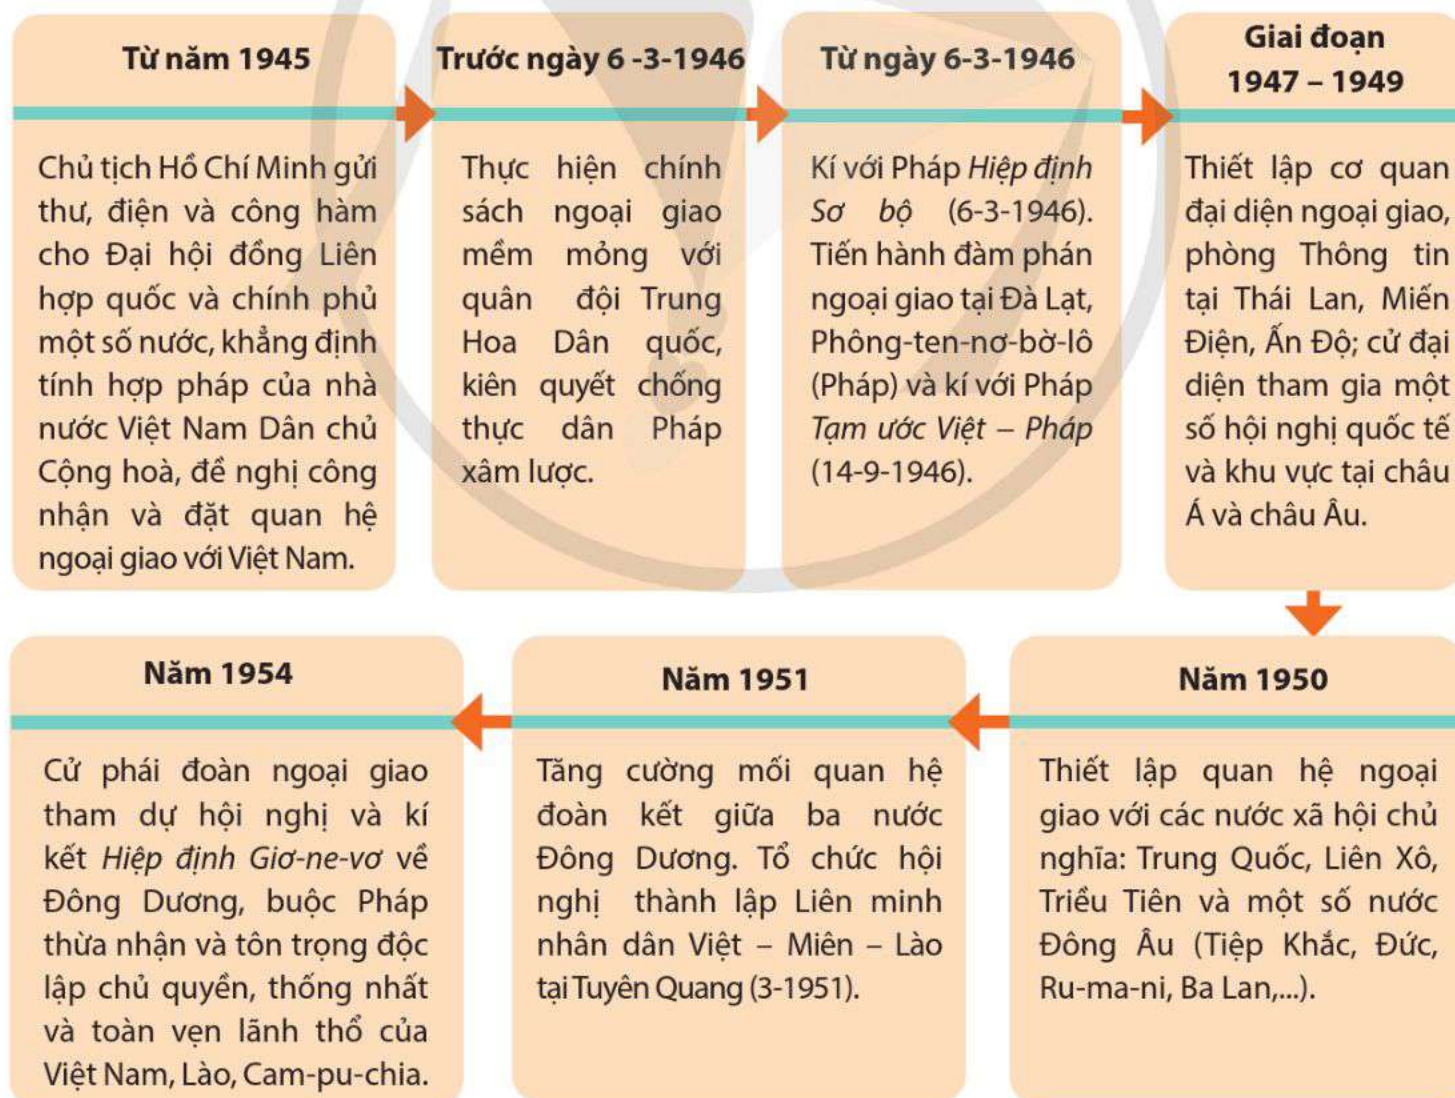 Từ năm 1945
Chủ tịch Hồ Chí Minh gửi
thư, điện và công hàm
cho Đại hội đồng Liên
hợp quốc và chính phủ
một số nước, khẳng định
tính hợp pháp của nhà
nước Việt Nam Dân chủ
Cộng hoà, đề nghị công
nhận và đặt quan hệ
ngoại giao với Việt Nam.
Trước ngày 6 -3-1946
Thực hiện chính
sách ngoại giao
mềm mỏng với
quân đội Trung
Hoa Dân quốc,
kiên quyết chống
thực dân Pháp
xâm lược.
Từ ngày 6-3-1946
Kí với Pháp Hiệp định
Sơ bộ (6-3-1946).
Tiến hành đàm phán
ngoại giao tại Đà Lạt,
Phông-ten-nơ-bờ-lô
(Pháp) và kí với Pháp
Tạm ước Việt – Pháp
(14-9-1946).
Giai đoạn
1947 – 1949
Thiết lập cơ quan
đại diện ngoại giao,
phòng Thông tin
tại Thái Lan, Miến
Điện, Ấn Độ; cử đại
diện tham gia một
số hội nghị quốc tế
và khu vực tại châu
Á và châu Âu.
Năm 1950
Thiết lập quan hệ ngoại
giao với các nước xã hội chủ
nghĩa: Trung Quốc, Liên Xô,
Triều Tiên và một số nước
Đông Âu (Tiệp Khắc, Đức,
Ru-ma-ni, Ba Lan,...).
Năm 1951
Tăng cường mối quan hệ
đoàn kết giữa ba nước
Đông Dương. Tổ chức hội
nghị thành lập Liên minh
nhân dân Việt – Miên – Lào
tại Tuyên Quang (3-1951).
Năm 1954
Cử phái đoàn ngoại giao
tham dự hội nghị và kí
kết Hiệp định Giơ-ne-vơ về
Đông Dương, buộc Pháp
thừa nhận và tôn trọng độc
lập chủ quyền, thống nhất
và toàn vẹn lãnh thổ của
Việt Nam, Lào, Cam-pu-chia.